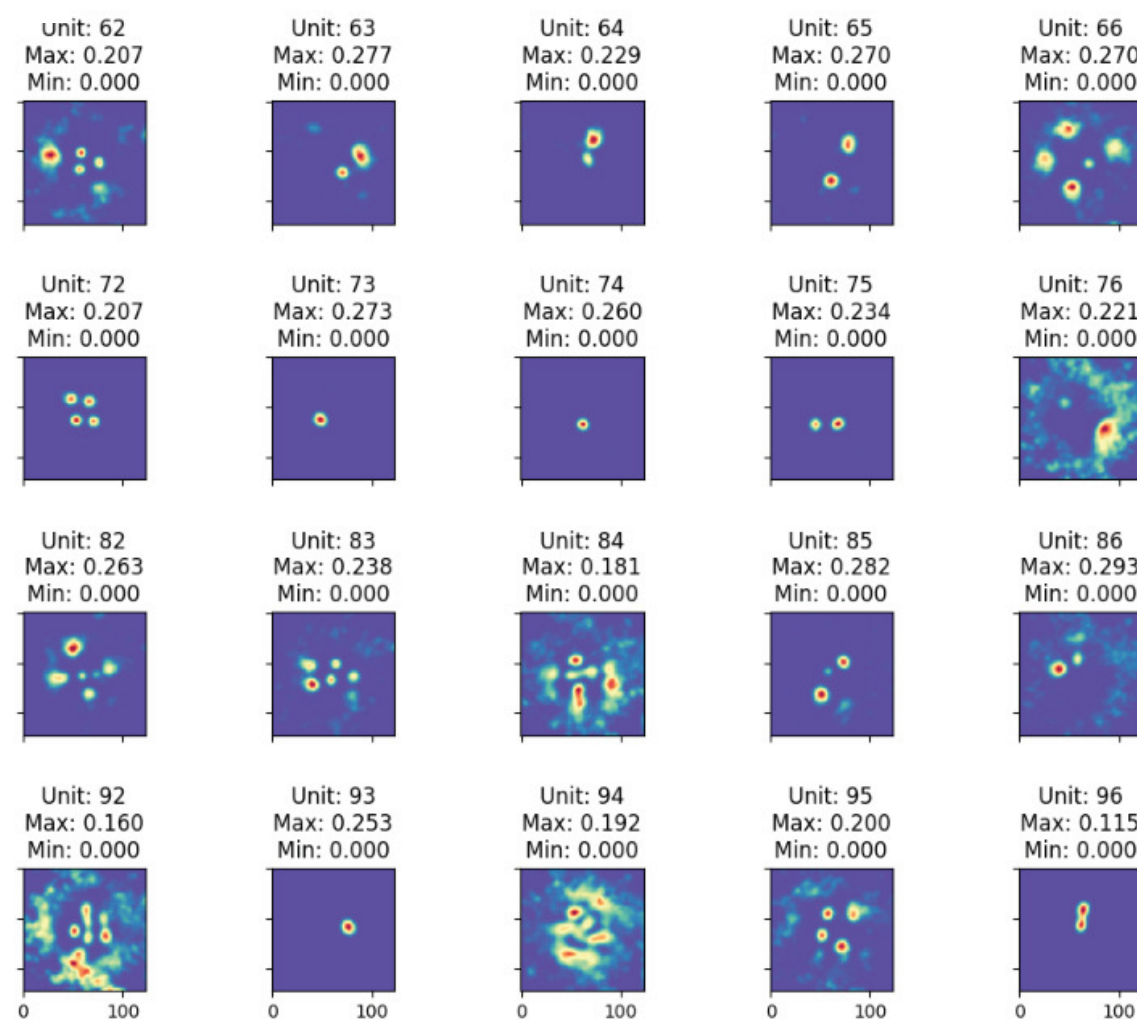 Unit: 62 Unit: 63 Unit: 64 Unit: 65 Unit: 66
Max: 0.207 Max: 0.277 Max: 0.229 Max: 0.270 Max: 0.270
Min: 0.000 Min: 0.000 Min: 0.000 Min: 0.000 Min: 0.000
Unit: 72 Unit: 73 Unit: 74 Unit: 75 Unit: 76
Max: 0.207 Max: 0.273 Max: 0.260 Max: 0.234 Max: 0.221
Min: 0.000 Min: 0.000 Min: 0.000 Min: 0.000 Min: 0.000
Unit: 82 Unit: 83 Unit: 84 Unit: 85 Unit: 86
Max: 0.263 Max: 0.238 Max: 0.181 Max: 0.282 Max: 0.293
Min: 0.000 Min: 0.000 Min: 0.000 Min: 0.000 Min: 0.000
Unit: 92 Unit: 93 Unit: 94 Unit: 95 Unit: 96
Max: 0.160 Max: 0.253 Max: 0.192 Max: 0.200 Max: 0.115
Min: 0.000 Min: 0.000 Min: 0.000 Min: 0.000 Min: 0.000
0 100 0 100 0 100 0 100 0 100